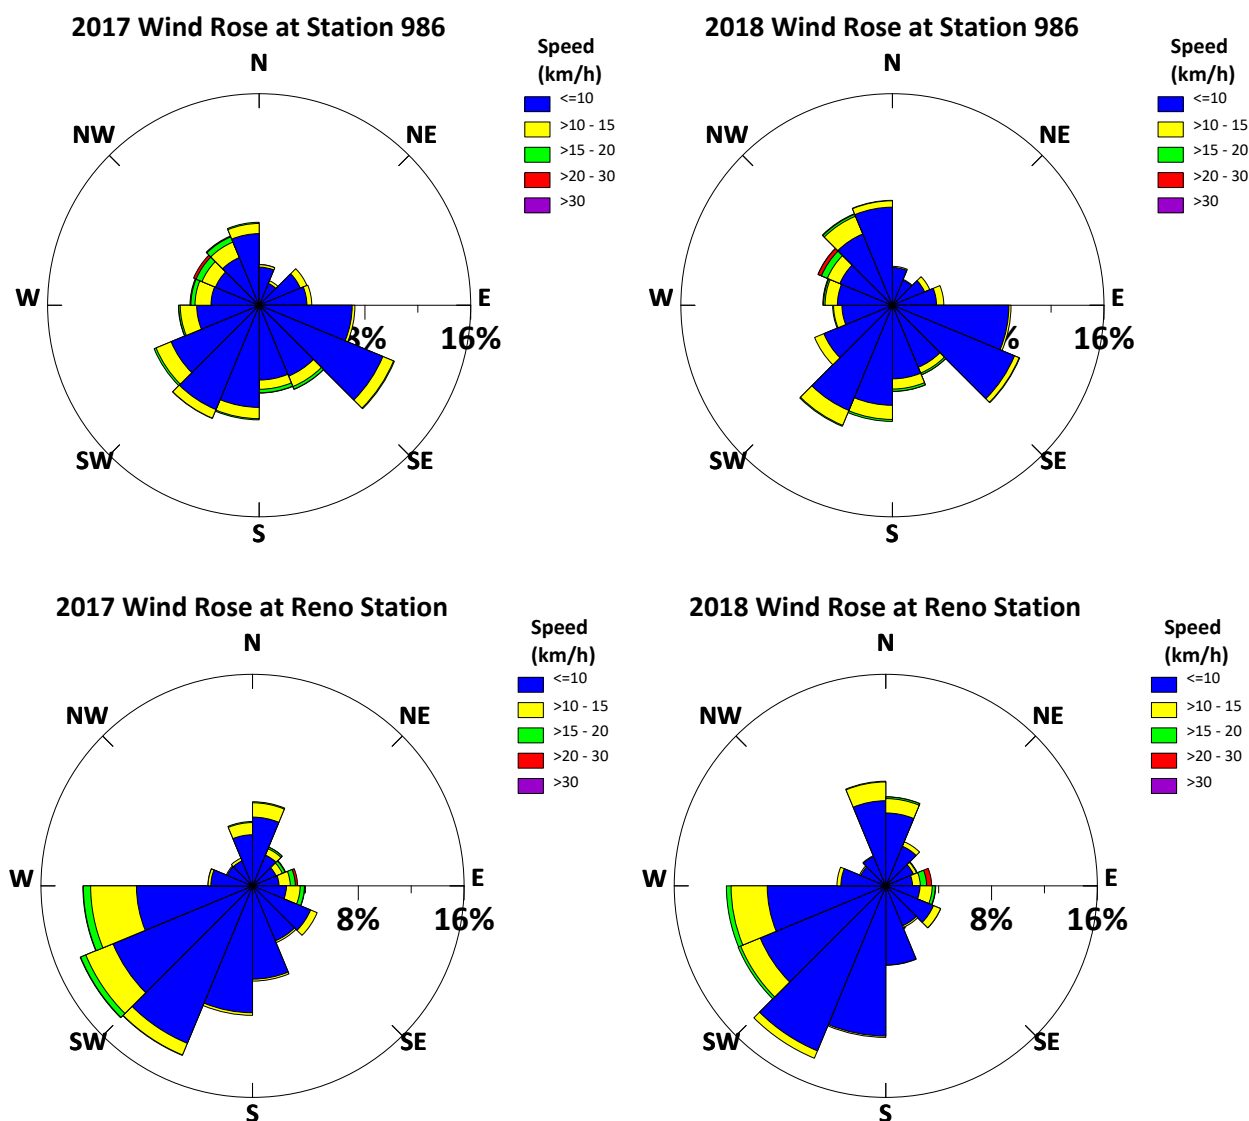 2017 Wind Rose at Station 986
N
NW
NE
W
E
8%
16%
SW
SE
S
Speed
(km/h)
<=10
>10 - 15
>15 - 20
>20 - 30
>30
2018 Wind Rose at Station 986
N
NW
NE
W
E
%
16%
SW
SE
S
Speed
(km/h)
<=10
>10 - 15
>15 - 20
>20 - 30
>30
2017 Wind Rose at Reno Station
N
NW
NE
W
E
8%
16%
SW
SE
S
Speed
(km/h)
<=10
>10 - 15
>15 - 20
>20 - 30
>30
2018 Wind Rose at Reno Station
N
NW
NE
W
E
8%
16%
SW
SE
S
Speed
(km/h)
<=10
>10 - 15
>15 - 20
>20 - 30
>30